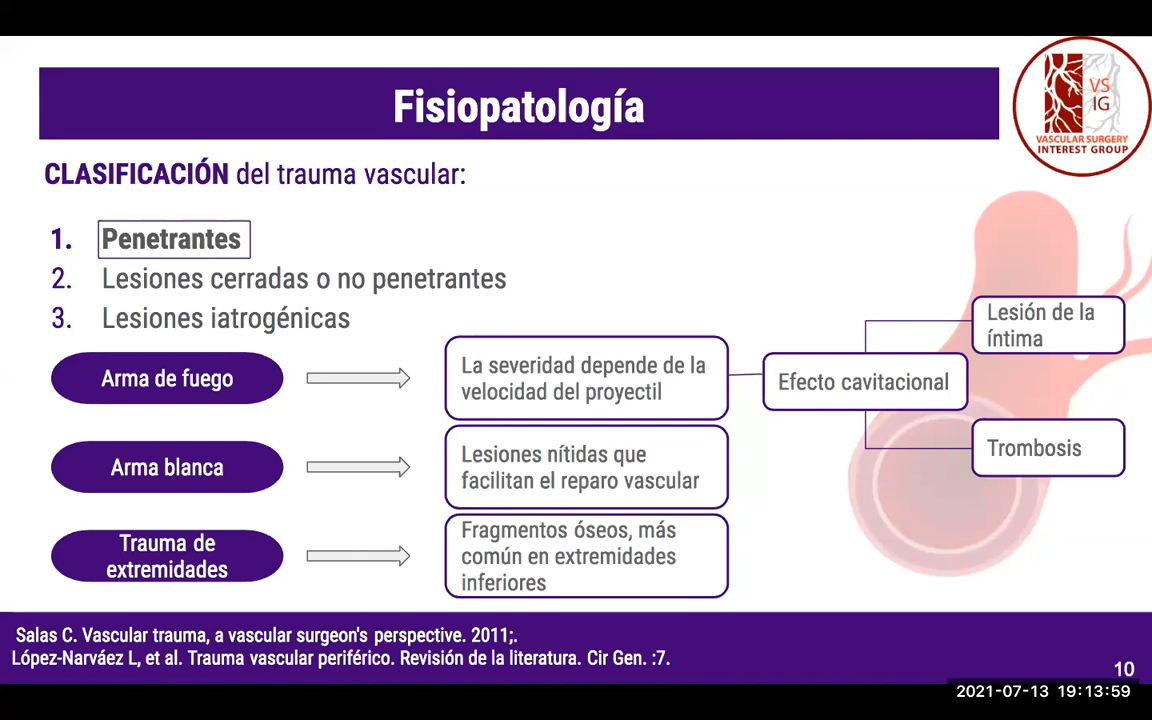 Fisiopatología
VS
IG
VASCULAR SURGERY
INTEREST GROUP
CLASIFICACIÓN del trauma vascular:
1. Penetrantes
2. Lesiones cerradas o no penetrantes
3. Lesiones iatrogénicas
Arma de fuego
La severidad depende de la
velocidad del proyectil
Efecto cavitacional
Lesión de la
íntima
Trombosis
Arma blanca
Lesiones nítidas que
facilitan el reparo vascular
Trauma de
extremidades
Fragmentos óseos, más
común en extremidades
inferiores
Salas C. Vascular trauma, a vascular surgeon's perspective. 2011;.
López-Narváez L, et al. Trauma vascular periférico. Revisión de la literatura. Cir Gen. :7.
10
2021-07-13 19:13:59